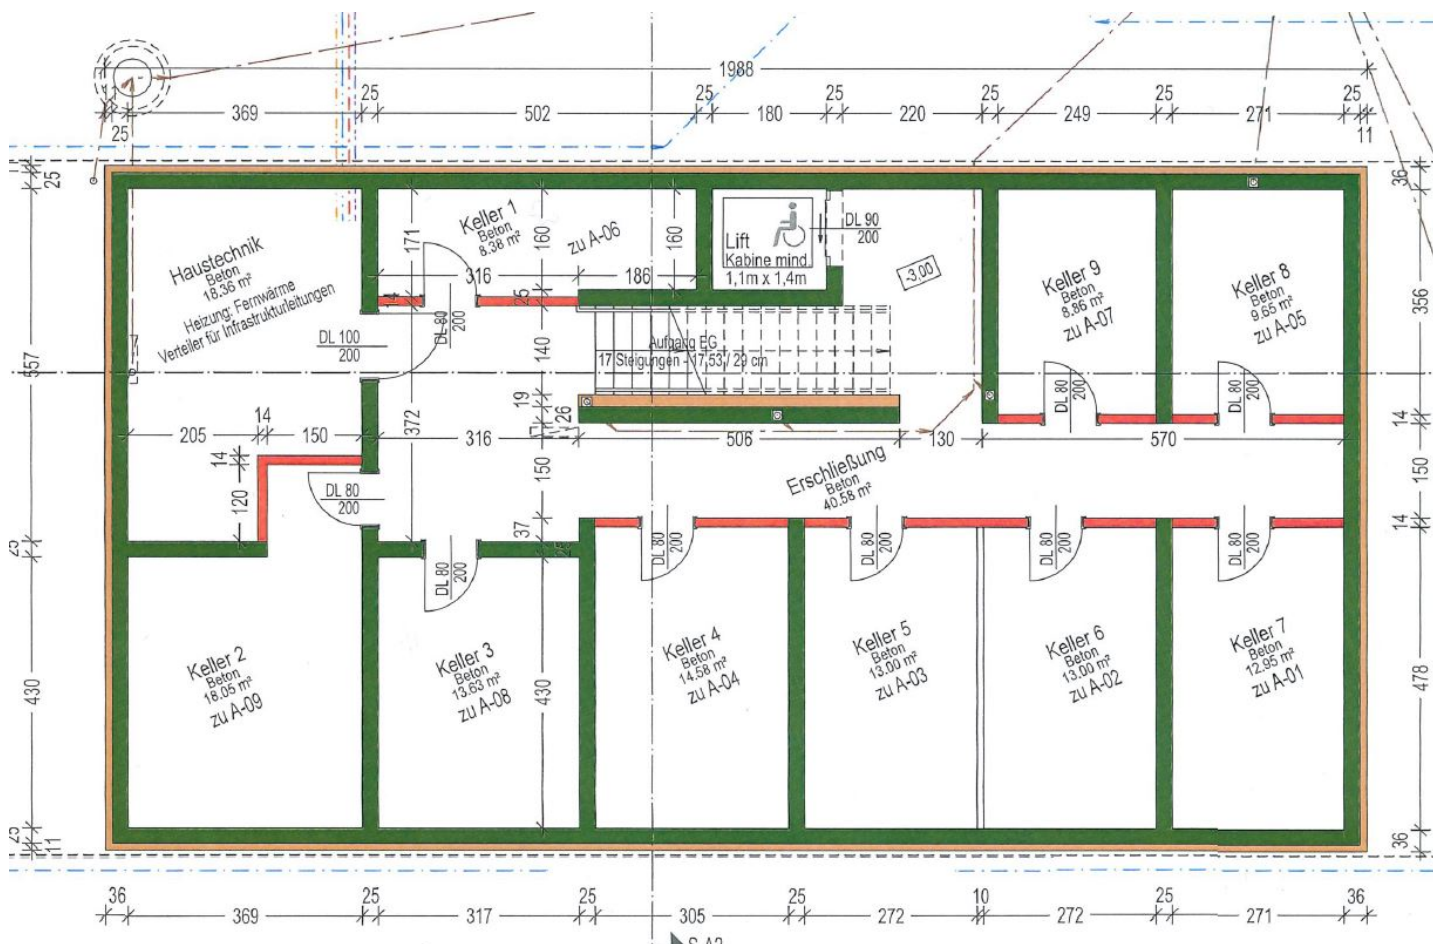 1988
25
25
25
25
25
25
369
502
180
220
249
271
25
11
25
36
Haustechnik
Beton
18.36 m²
Heizung: Fernwärme
Verteiler für Infrastrukturleitungen
Keller 1
Beton
8.38 m²
zu A-06
171
160
160
316
186
14
25
Lift
Kabine mind.
1,1m x 1,4m
DL 90
200
-3,00
Keller 9
Beton
8.86 m²
zu A-07
Keller 8
Beton
9.65 m²
zu A-05
356
DL 100
200
DL 80
200
Aufgang EG
17 Steigungen - 17,53 / 29 cm
140
557
DL 80
200
DL 80
200
14
205
150
372
19
26
17
316
506
130
570
14
14
120
DL 80
200
150
Erschließung
Beton
40.58 m²
150
14
37
25
25
DL 80
200
DL 80
200
DL 80
200
DL 80
200
DL 80
200
Keller 2
Beton
18.05 m²
zu A-09
Keller 3
Beton
13.63 m²
zu A-08
Keller 4
Beton
14.58 m²
zu A-04
Keller 5
Beton
13.00 m²
zu A-03
Keller 6
Beton
13.00 m²
zu A-02
Keller 7
Beton
12.95 m²
zu A-01
430
430
478
25
11
36
36
25
25
25
10
25
36
369
317
305
272
272
271
S-A2